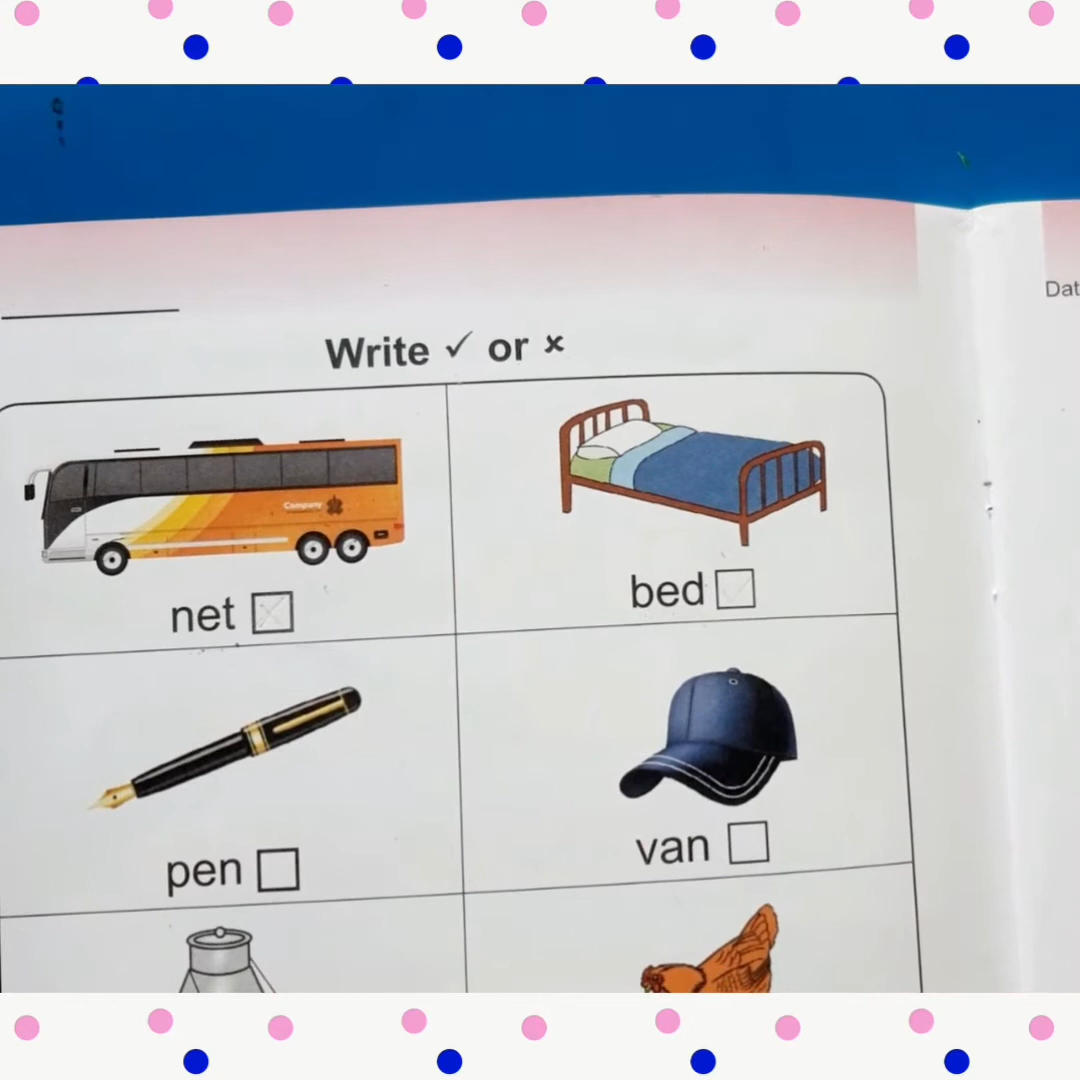 Dat
Write ✓ or ×
Company
net
bed
pen
van